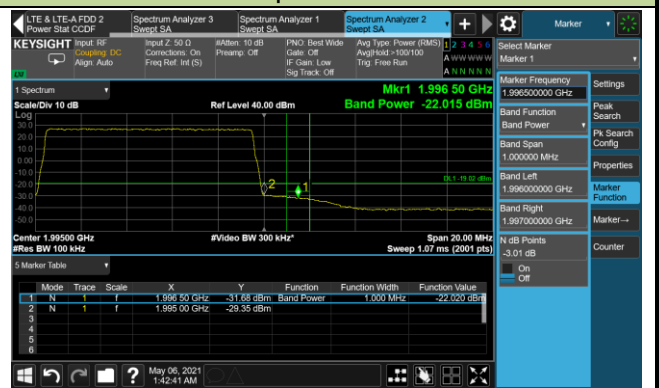 LTE & LTE-A FDD 2
Power Stat CCDF
Spectrum Analyzer 3
Swept SA
Spectrum Analyzer 1
Swept SA
Spectrum Analyzer 2
Swept SA
+
Marker
KEYSIGHT
Input: RF
Coupling: DC
Align: Auto
Input Z: 50 Ω
Corrections: On
Freq Ref: Int (S)
#Atten: 10 dB
Preamp: Off
PNO: Best Wide
Gate: Off
IF Gain: Low
Sig Track: Off
Avg Type: Power (RMS)
Avg|Hold:>100/100
Trig: Free Run
1 2 3 4 5 6
A W W W W W
A N N N N N
Select Marker
Marker 1
1 Spectrum
Scale/Div 10 dB
Ref Level 40.00 dBm
Mkr1 1.996 50 GHz
Band Power -22.015 dBm
Log
30.0
20.0
10.0
0.00
-10.0
-20.0
-30.0
-40.0
-50.0
DL1 -19.02 dBm
2
1
Center 1.99500 GHz
#Res BW 100 kHz
#Video BW 300 kHz*
Span 20.00 MHz
Sweep 1.07 ms (2001 pts)
5 Marker Table
Mode Trace Scale X Y Function Function Width Function Value
1 N 1 f 1.996 50 GHz -31.68 dBm Band Power 1.000 MHz -22.020 dBm
2 N 1 f 1.995 00 GHz -29.35 dBm
3
4
5
6
Marker Frequency
1.996500000 GHz
Band Function
Band Power
Band Span
1.000000 MHz
Band Left
1.996000000 GHz
Band Right
1.997000000 GHz
N dB Points
-3.01 dB
On
Off
Settings
Peak
Search
Pk Search
Config
Properties
Marker
Function
Marker→
Counter
?
May 06, 2021
1:42:41 AM